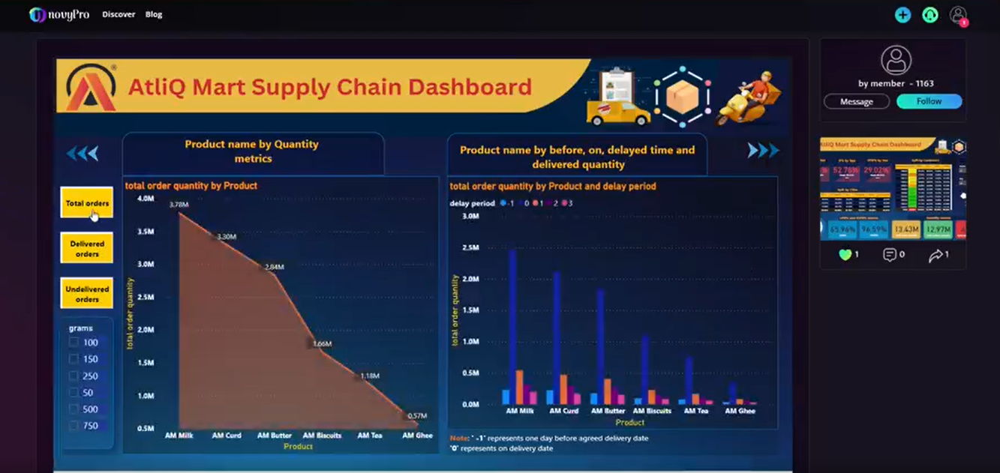 novyPro
Discover
Blog
1
AtliQ Mart Supply Chain Dashboard
®
by member - 1163
Message
Follow
Product name by Quantity
metrics
Product name by before, on, delayed time and
delivered quantity
Total orders
Delivered
orders
Undelivered
orders
grams
100
150
250
50
500
750
total order quantity by Product
total order quantity
4.0M
3.5M
3.0M
2.5M
2.0M
1.5M
1.0M
0.5M
3.78M
3.30M
2.84M
1.66M
1.18M
0.57M
AM Milk
AM Curd
AM Butter
AM Biscuits
AM Tea
AM Ghee
Product
total order quantity by Product and delay period
delay period -1 0 1 2 3
total order quantity
3.0M
2.5M
2.0M
1.5M
1.0M
0.5M
0.0M
AM Milk
AM Curd
AM Butter
AM Biscuits
AM Tea
AM Ghee
Product
Note: ' -1' represents one day before agreed delivery date
'0' represents on delivery date
AtliQ Mart Supply Chain Dashboard
52.78%
29.02%
65.96%
96.59%
13.43M
12.97M
1
0
1